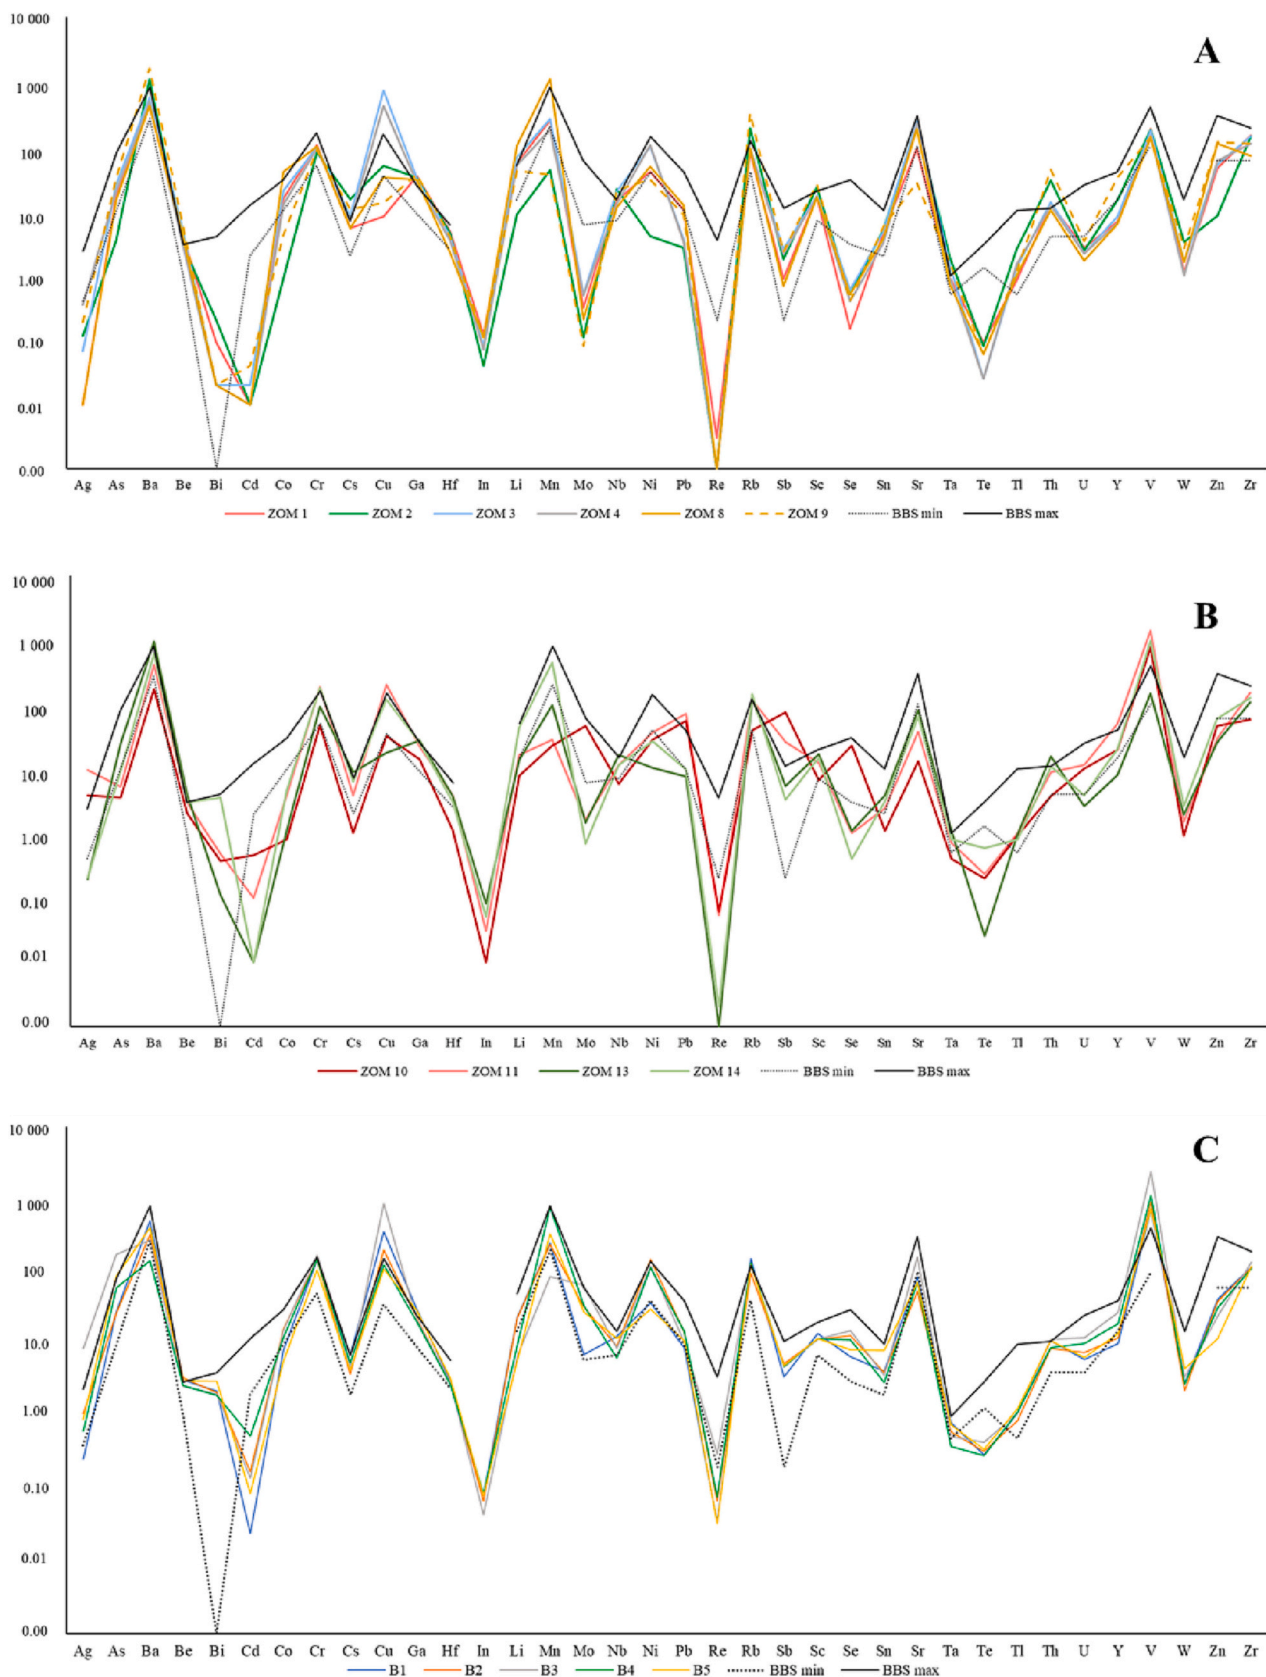 10 000
A
1 000
100
10.0
1.00
0.10
0.01
0.00
Ag As Ba Be Bi Cd Co Cr Cs Cu Ga Hf In Li Mn Mo Nb Ni Pb Re Rb Sb Sc Se Sn Sr Ta Te Tl Th U Y V W Zn Zr
ZOM 1 ZOM 2 ZOM 3 ZOM 4 ZOM 8 ZOM 9 BBS min BBS max
10 000
B
1 000
100
10.0
1.00
0.10
0.01
0.00
Ag As Ba Be Bi Cd Co Cr Cs Cu Ga Hf In Li Mn Mo Nb Ni Pb Re Rb Sb Sc Se Sn Sr Ta Te Tl Th U Y V W Zn Zr
ZOM 10 ZOM 11 ZOM 13 ZOM 14 BBS min BBS max
10 000
C
1 000
100
10.0
1.00
0.10
0.01
0.00
Ag As Ba Be Bi Cd Co Cr Cs Cu Ga Hf In Li Mn Mo Nb Ni Pb Re Rb Sb Sc Se Sn Sr Ta Te Tl Th U Y V W Zn Zr
B1 B2 B3 B4 B5 BBS min BBS max